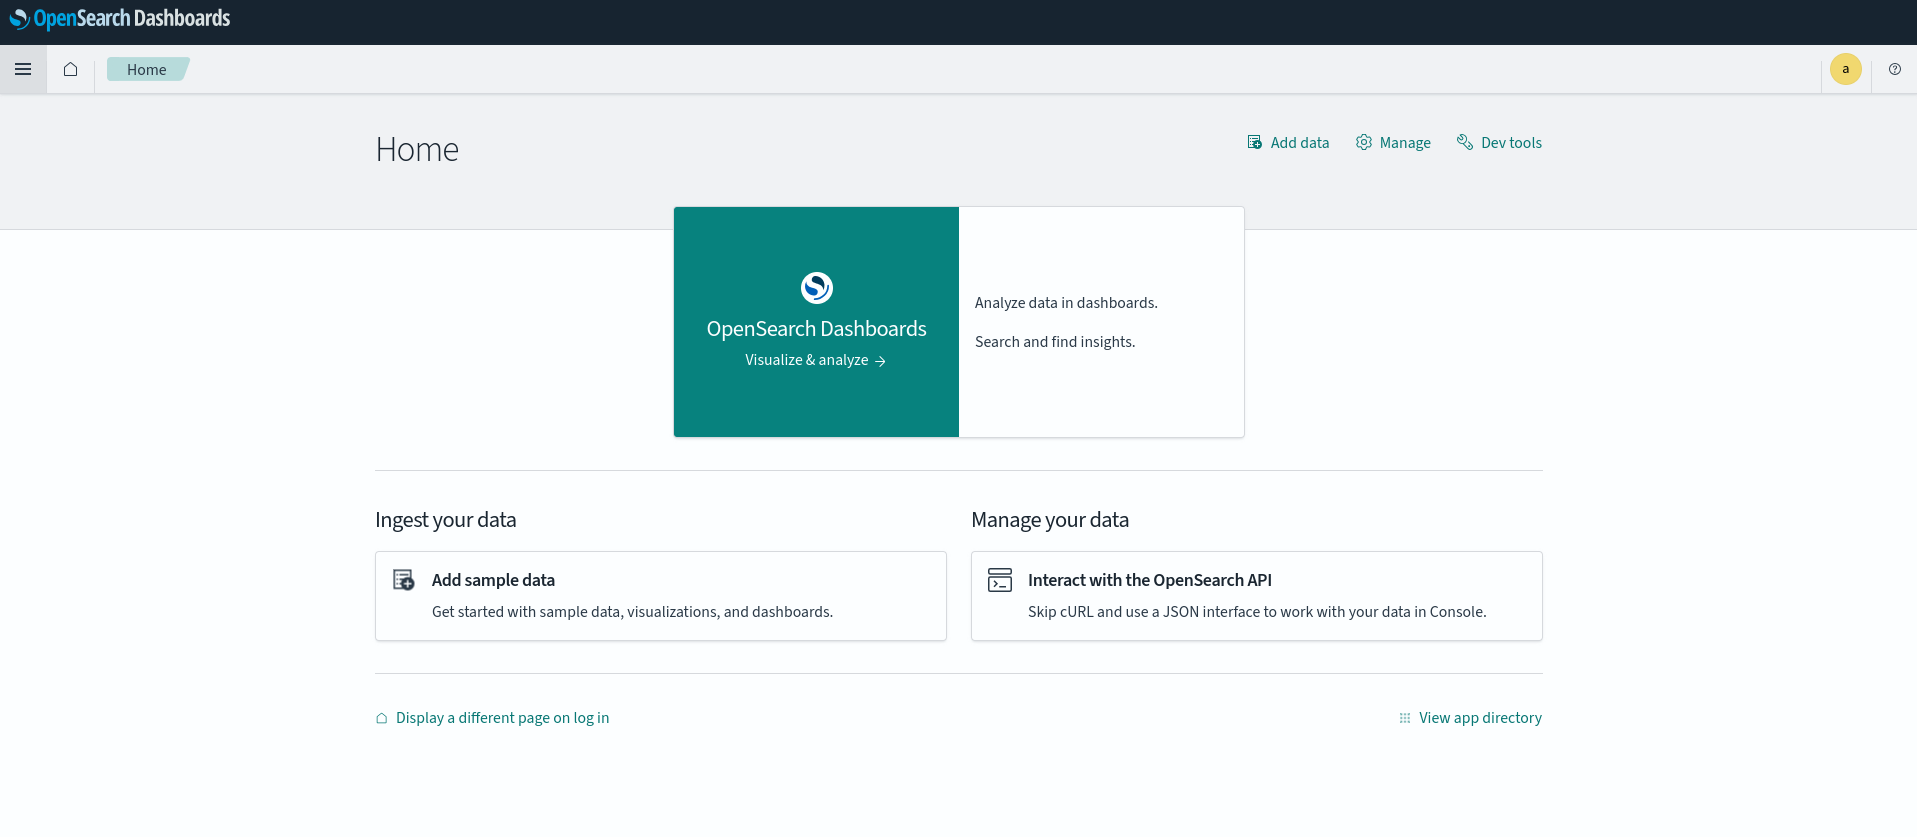 OpenSearch Dashboards
Home
a
Home
Add data
Manage
Dev tools
OpenSearch Dashboards
Visualize & analyze
Analyze data in dashboards.
Search and find insights.
Ingest your data
Add sample data
Get started with sample data, visualizations, and dashboards.
Manage your data
Interact with the OpenSearch API
Skip cURL and use a JSON interface to work with your data in Console.
Display a different page on log in
View app directory